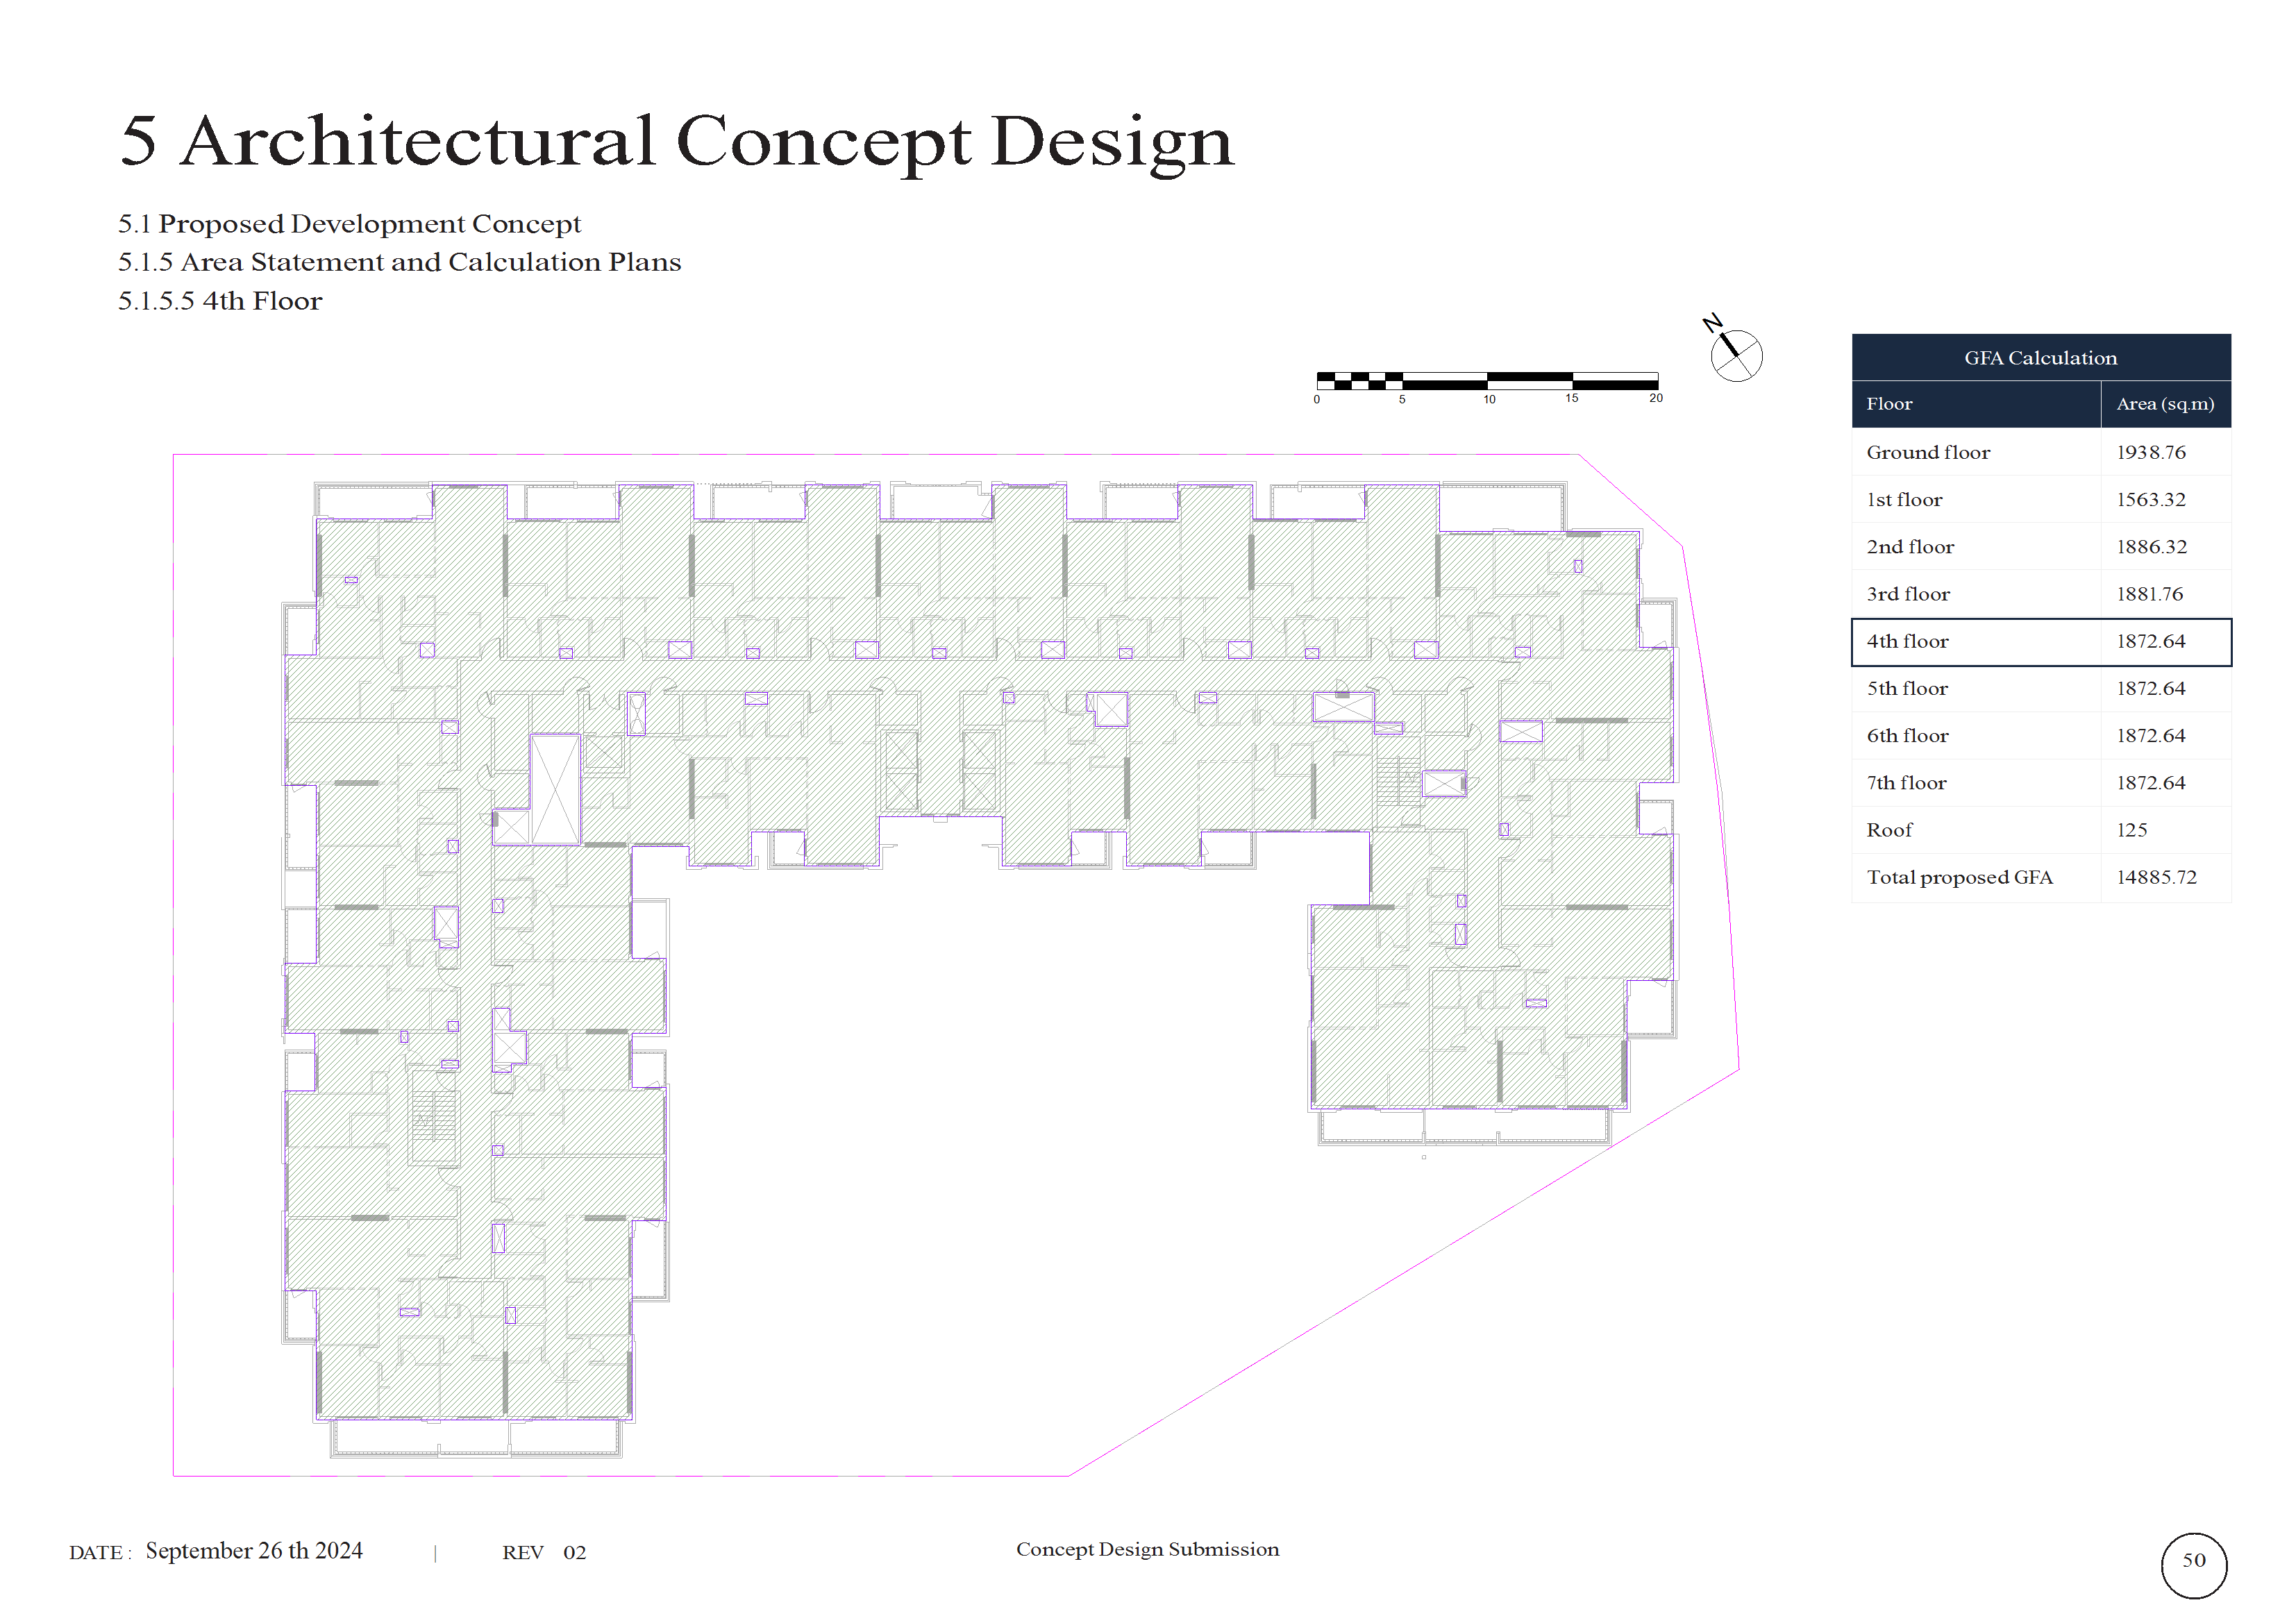 5 Architectural Concept Design
5.1 Proposed Development Concept
5.1.5 Area Statement and Calculation Plans
5.1.5.5 4th Floor
N
0 5 10 15 20
GFA Calculation
Floor Area (sq.m)
Ground floor 1938.76
1st floor 1563.32
2nd floor 1886.32
3rd floor 1881.76
4th floor 1872.64
5th floor 1872.64
6th floor 1872.64
7th floor 1872.64
Roof 125
Total proposed GFA 14885.72
DATE : September 26 th 2024 | REV 02
Concept Design Submission
50